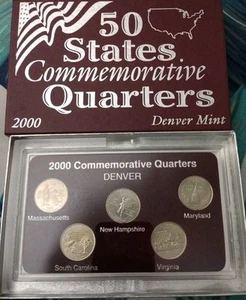 50
States
Commemorative
Quarters
2000 Denver Mint
2000 Commemorative Quarters
DENVER
Massachusetts
Maryland
New Hampshire
South Carolina
Virginia